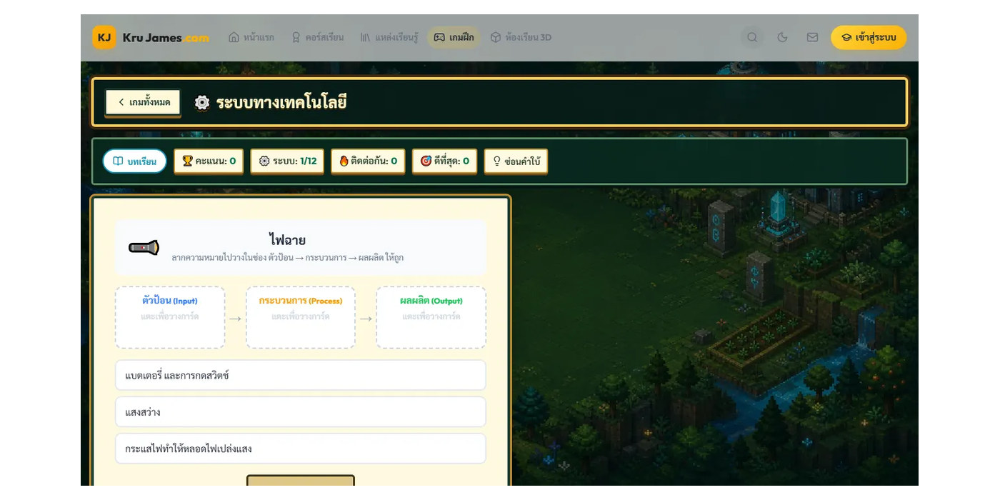 KJ Kru James.com หน้าแรก คอร์สเรียน แหล่งเรียนรู้ เกมฝึก ห้องเรียน 3D เข้าสู่ระบบ
เกมทั้งหมด ระบบทางเทคโนโลยี
บทเรียน คะแนน: 0 ระบบ: 1/12 ติดต่อกัน: 0 ดีที่สุด: 0 ซ่อนคำใบ้
ไฟฉาย
ลากความหมายไปวางในช่อง ตัวป้อน → กระบวนการ → ผลผลิต ให้ถูก
ตัวป้อน (Input) กระบวนการ (Process) ผลผลิต (Output)
แตะเพื่อวางการ์ด → แตะเพื่อวางการ์ด → แตะเพื่อวางการ์ด
แบตเตอรี่ และการกดสวิตช์
แสงสว่าง
กระแสไฟทำให้หลอดไฟเปล่งแสง